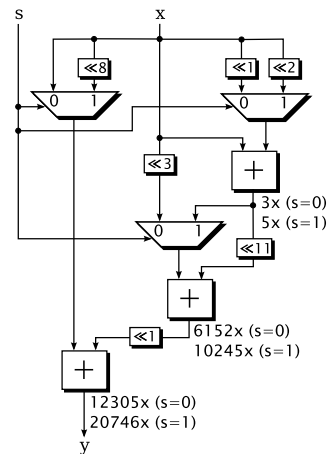 s x
≪8 ≪1 ≪2
0 1 0 1
≪3 +
3x (s=0)
5x (s=1)
0 1 ≪11
+
6152x (s=0)
≪1
10245x (s=1)
+
12305x (s=0)
20746x (s=1)
y